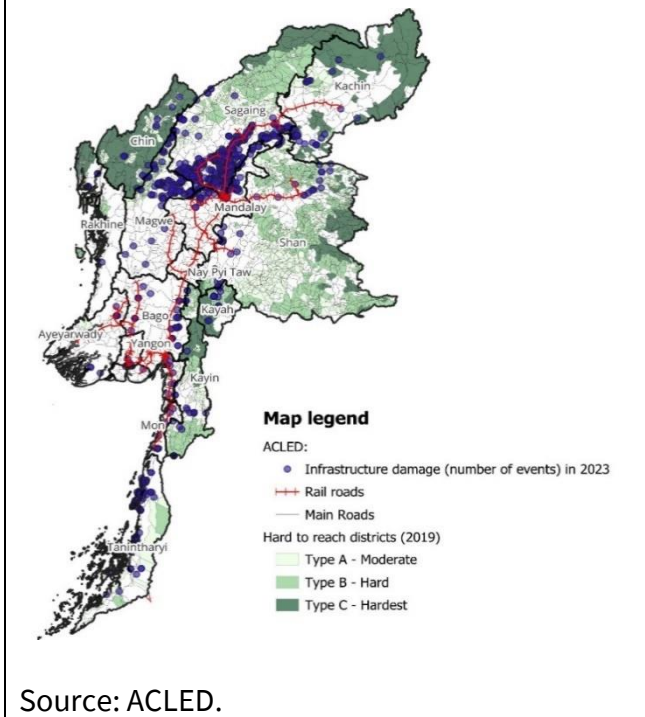 Kachin
Sagaing
Chin
Mandalay
Rakhine
Magwe
Shan
Nay Pyi Taw
Kayah
Bago
Ayeyarwady
Yangon
Kayin
Mon
Tanintharyi
Map legend
ACLED:
Infrastructure damage (number of events) in 2023
Rail roads
Main Roads
Hard to reach districts (2019)
Type A - Moderate
Type B - Hard
Type C - Hardest
Source: ACLED.